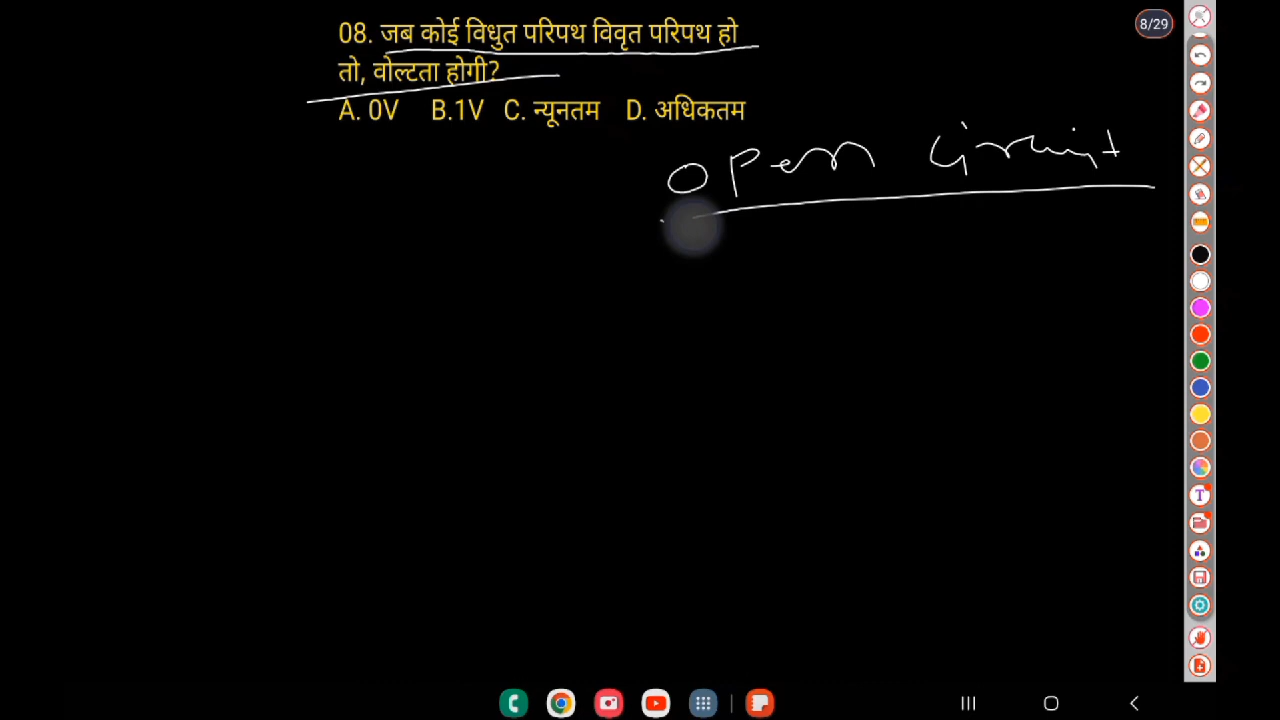 8/29
08. जब कोई विधुत परिपथ विवृत परिपथ हो
तो, वोल्टता होगी?
A. 0V B.1V C. न्यूनतम D. अधिकतम
open circuit
T